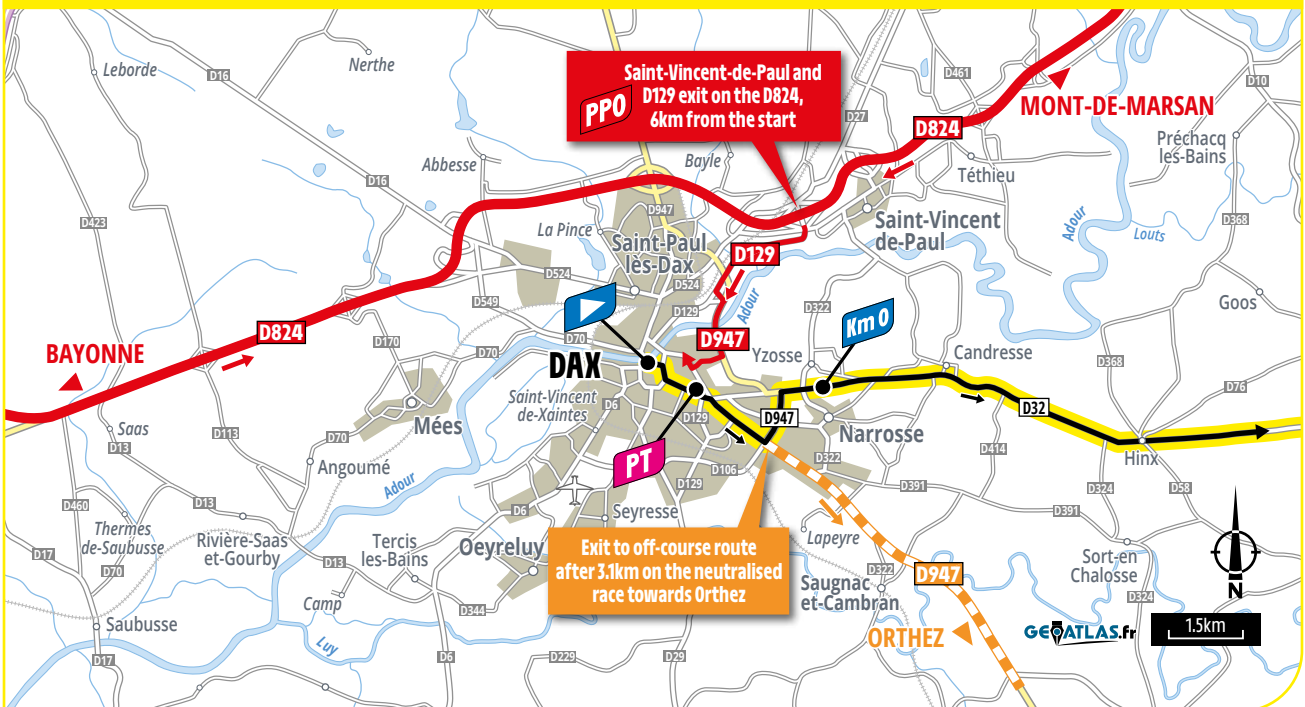 Leborde
D16
Nerthe
Saint-Vincent-de-Paul and
D129 exit on the D824,
6km from the start
PPO
D461
D10
MONT-DE-MARSAN
D27
D824
Préchacq
les-Bains
Abbesse
Bayle
Téthieu
D16
D423
D947
La Pince
Saint-Paul
lès-Dax
Saint-Vincent
de-Paul
Adour
Louts
D368
D129
D524
D524
D549
Adour
D322
Goos
D129
Km 0
D824
D70
D947
BAYONNE
D170
D70
DAX
Yzosse
Candresse
D368
D76
Saint-Vincent
de-Xaintes
D6
Mées
D129
D947
D32
Saas
D13
D113
D70
Narrosse
D414
Hinx
PT
D106
D322
Angoumé
Adour
D129
D391
D324
D58
D460
D13
D6
Seyresse
D391
Thermes
de-Saubusse
Rivière-Saas
et-Gourby
Tercis
les-Bains
Oeyreluy
Exit to off-course route
after 3.1km on the neutralised
race towards Orthez
Lapeyre
Sort-en
Chalosse
D17
D70
D13
D322
D947
Saugnac
et-Cambran
Camp
D344
D324
N
Saubusse
Luy
ORTHEZ
GEOATLAS.fr
1.5km
D17
D6
D229
D29